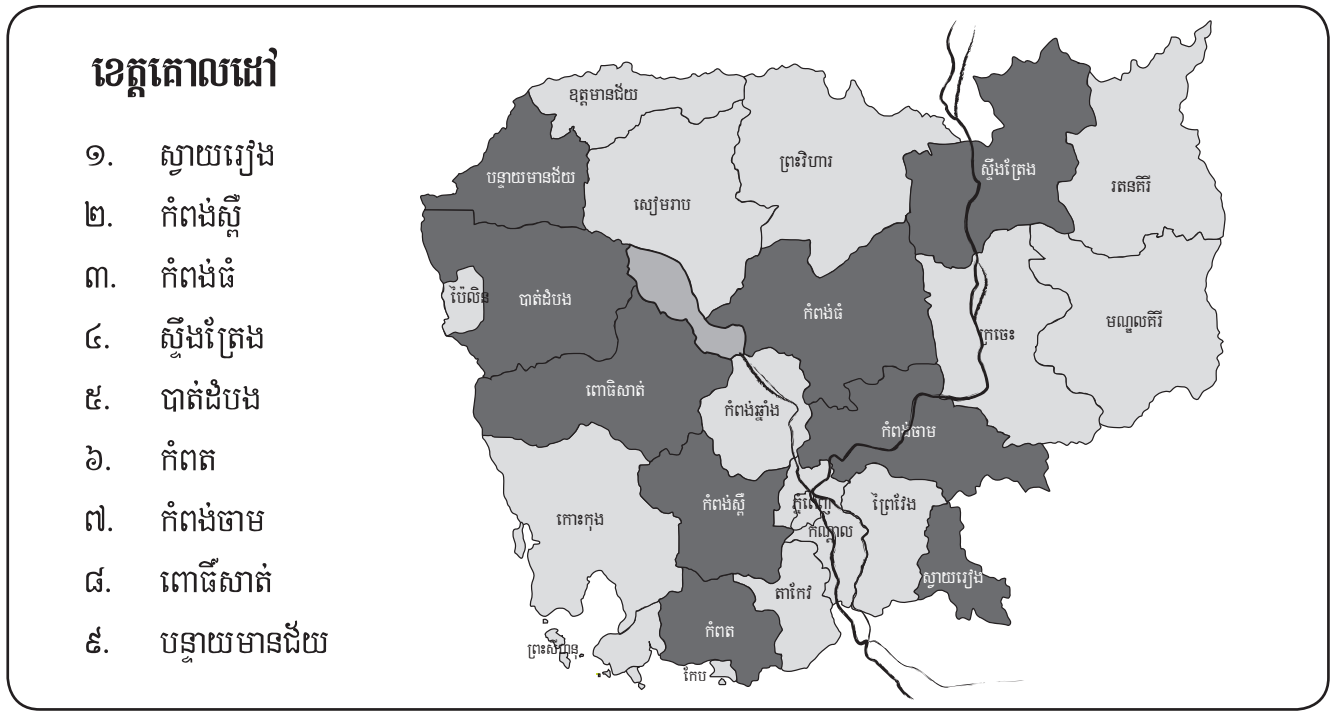 ខេត្តគោលដៅ
១. ស្វាយរៀង
២. កំពង់ស្ពឺ
៣. កំពង់ធំ
៤. ស្ទឹងត្រែង
៥. បាត់ដំបង
៦. កំពត
៧. កំពង់ចាម
៨. ពោធិ៍សាត់
៩. បន្ទាយមានជ័យ
ឧត្តមានជ័យ
បន្ទាយមានជ័យ
សៀមរាប
ព្រះវិហារ
ស្ទឹងត្រែង
រតនគិរី
ប៉ៃលិន
បាត់ដំបង
កំពង់ធំ
ក្រចេះ
មណ្ឌលគិរី
ពោធិសាត់
កំពង់ឆ្នាំង
កំពង់ចាម
កោះកុង
កំពង់ស្ពឺ
ភ្នំពេញ
ព្រៃវែង
កណ្តាល
ស្វាយរៀង
តាកែវ
កំពត
ព្រះសីហនុ
កែប